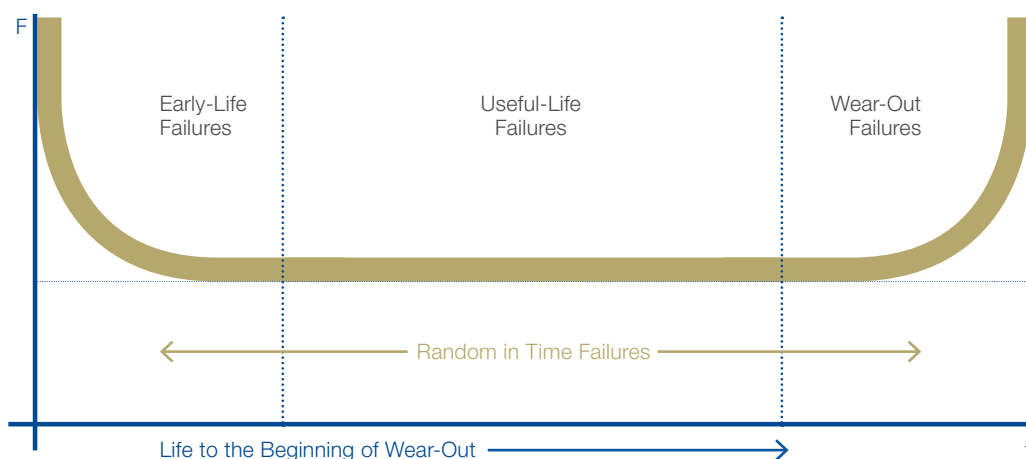 F
Early-Life
Failures
Useful-Life
Failures
Wear-Out
Failures
Random in Time Failures
Life to the Beginning of Wear-Out